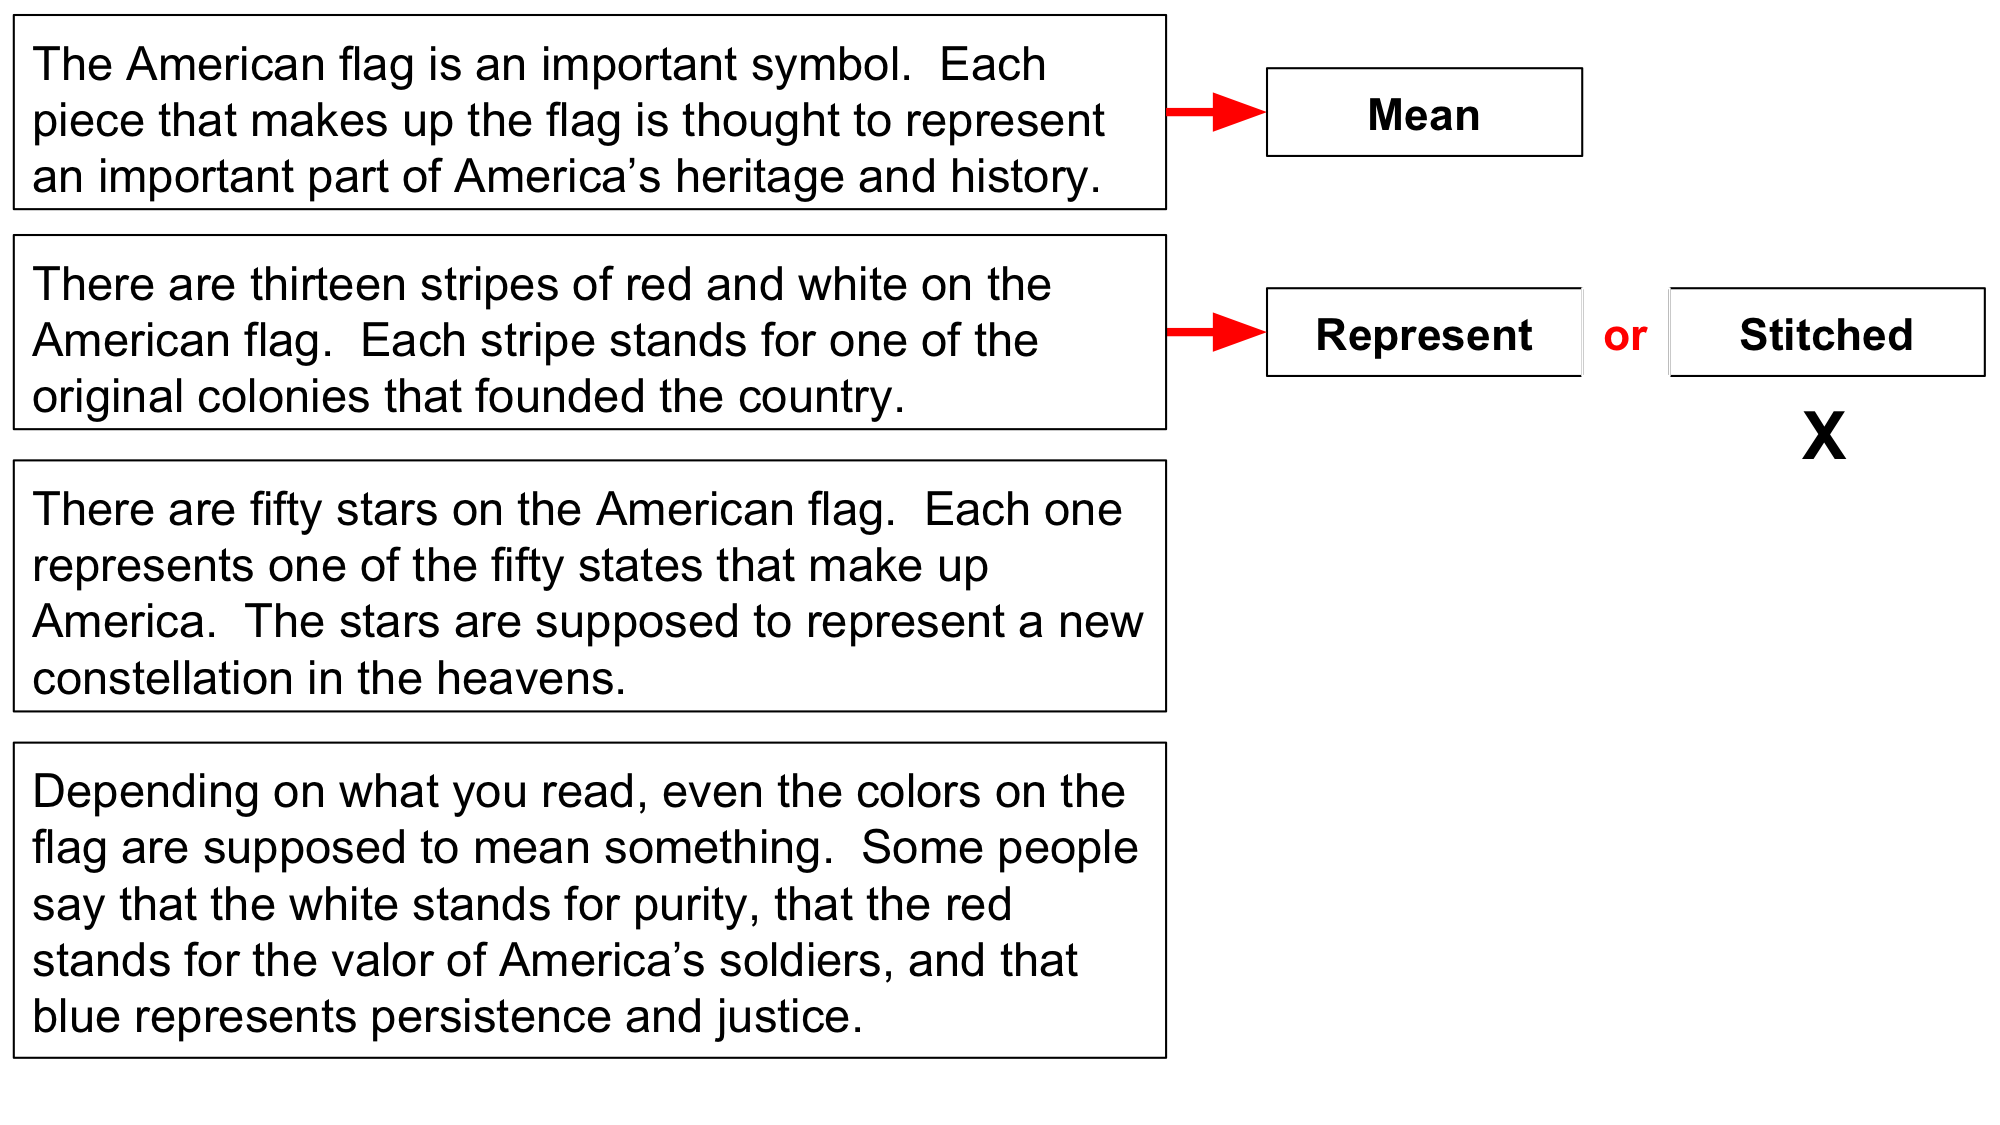 The American flag is an important symbol.  Each
piece that makes up the flag is thought to represent
an important part of America’s heritage and history.
Mean
There are thirteen stripes of red and white on the
American flag.  Each stripe stands for one of the
original colonies that founded the country.
Represent or Stitched
X
There are fifty stars on the American flag.  Each one
represents one of the fifty states that make up
America.  The stars are supposed to represent a new
constellation in the heavens.
Depending on what you read, even the colors on the
flag are supposed to mean something.  Some people
say that the white stands for purity, that the red
stands for the valor of America’s soldiers, and that
blue represents persistence and justice.